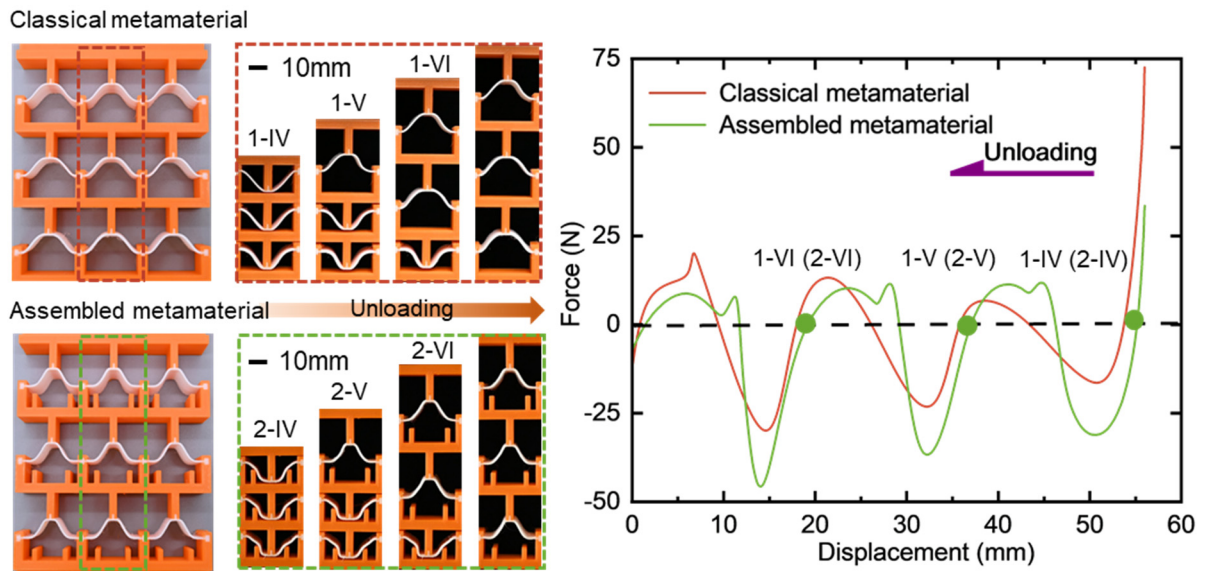 Classical metamaterial
10mm
1-IV
1-V
1-VI
Assembled metamaterial
Unloading
10mm
2-IV
2-V
2-VI
75
50
25
0
-25
-50
Force (N)
Classical metamaterial
Assembled metamaterial
Unloading
1-VI (2-VI)
1-V (2-V)
1-IV (2-IV)
0
10
20
30
40
50
60
Displacement (mm)